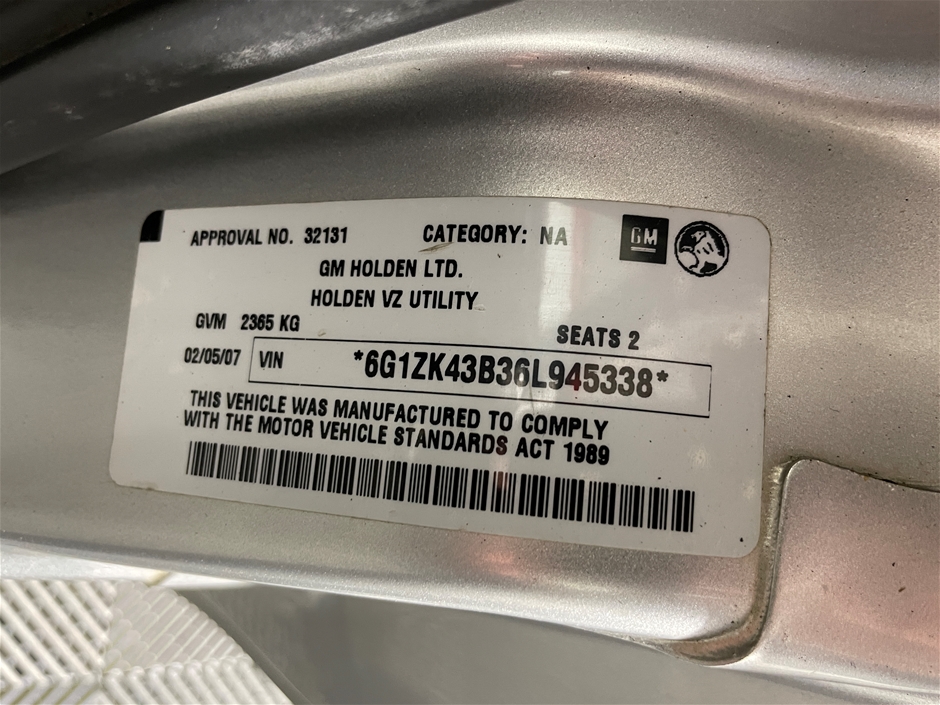 APPROVAL NO. 32131 CATEGORY: NA GM
GM HOLDEN LTD.
HOLDEN VZ UTILITY
GVM 2365 KG SEATS 2
02/05/07 VIN *6G1ZK43B36L945338*
THIS VEHICLE WAS MANUFACTURED TO COMPLY
WITH THE MOTOR VEHICLE STANDARDS ACT 1989